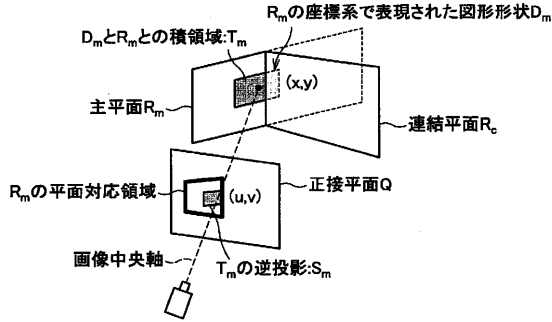 Rmの座標系で表現された図形形状Dm
DmとRmとの積領域:Tm
(x,y)
主平面Rm
連結平面Rc
Rmの平面対応領域
(u,v)
正接平面Q
画像中央軸
Tmの逆投影:Sm